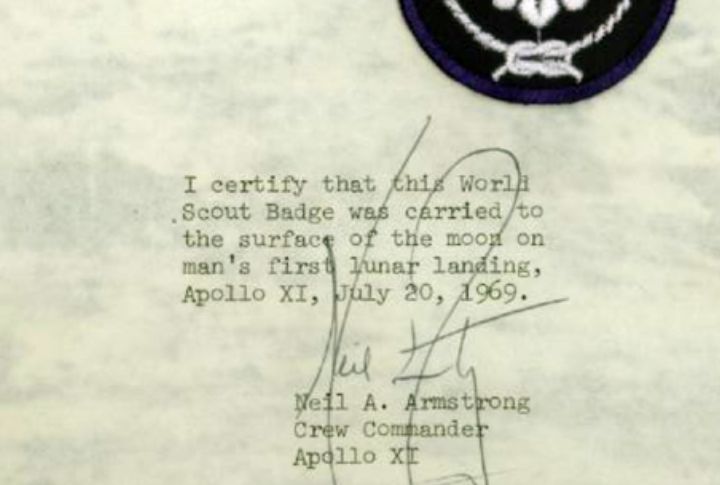 I certify that this World
Scout Badge was carried to
the surface of the moon on
man's first lunar landing,
Apollo XI, July 20, 1969.
Neil
Neil A. Armstrong
Crew Commander
Apollo XI